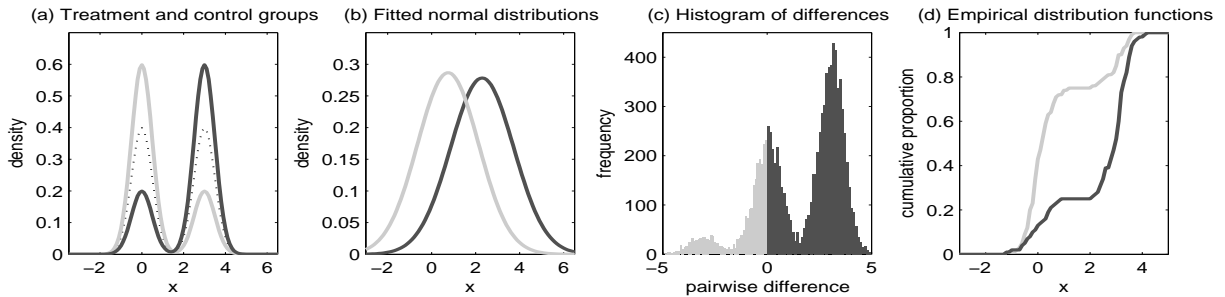 (a) Treatment and control groups
0.6
0.5
0.4
0.3
0.2
0.1
0
density
−2 0 2 4 6
x
(b) Fitted normal distributions
0.3
0.25
0.2
0.15
0.1
0.05
0
density
−2 0 2 4 6
x
(c) Histogram of differences
400
300
200
100
0
frequency
−5 0 5
pairwise difference
(d) Empirical distribution functions
1
0.8
0.6
0.4
0.2
0
cumulative proportion
−2 0 2 4
x